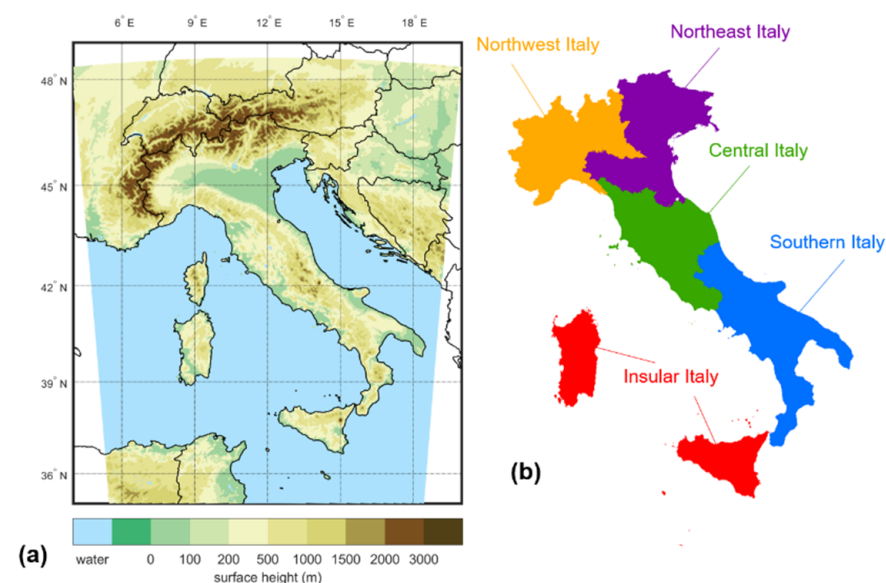 6° E 9° E 12° E 15° E 18° E
48° N
45° N
42° N
39° N
36° N
water 0 100 200 500 1000 1500 2000 3000
surface height (m)
(a)
Northwest Italy
Northeast Italy
Central Italy
Southern Italy
Insular Italy
(b)